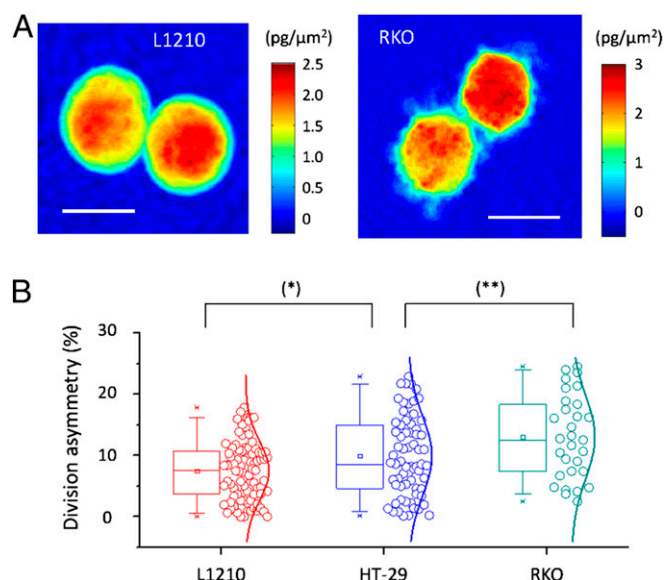 A
L1210
(pg/μm²)
2.5
2.0
1.5
1.0
0.5
0
RKO
(pg/μm²)
3
2
1
0
B
(*)
(**)
Division asymmetry (%)
30
20
10
0
L1210
HT-29
RKO